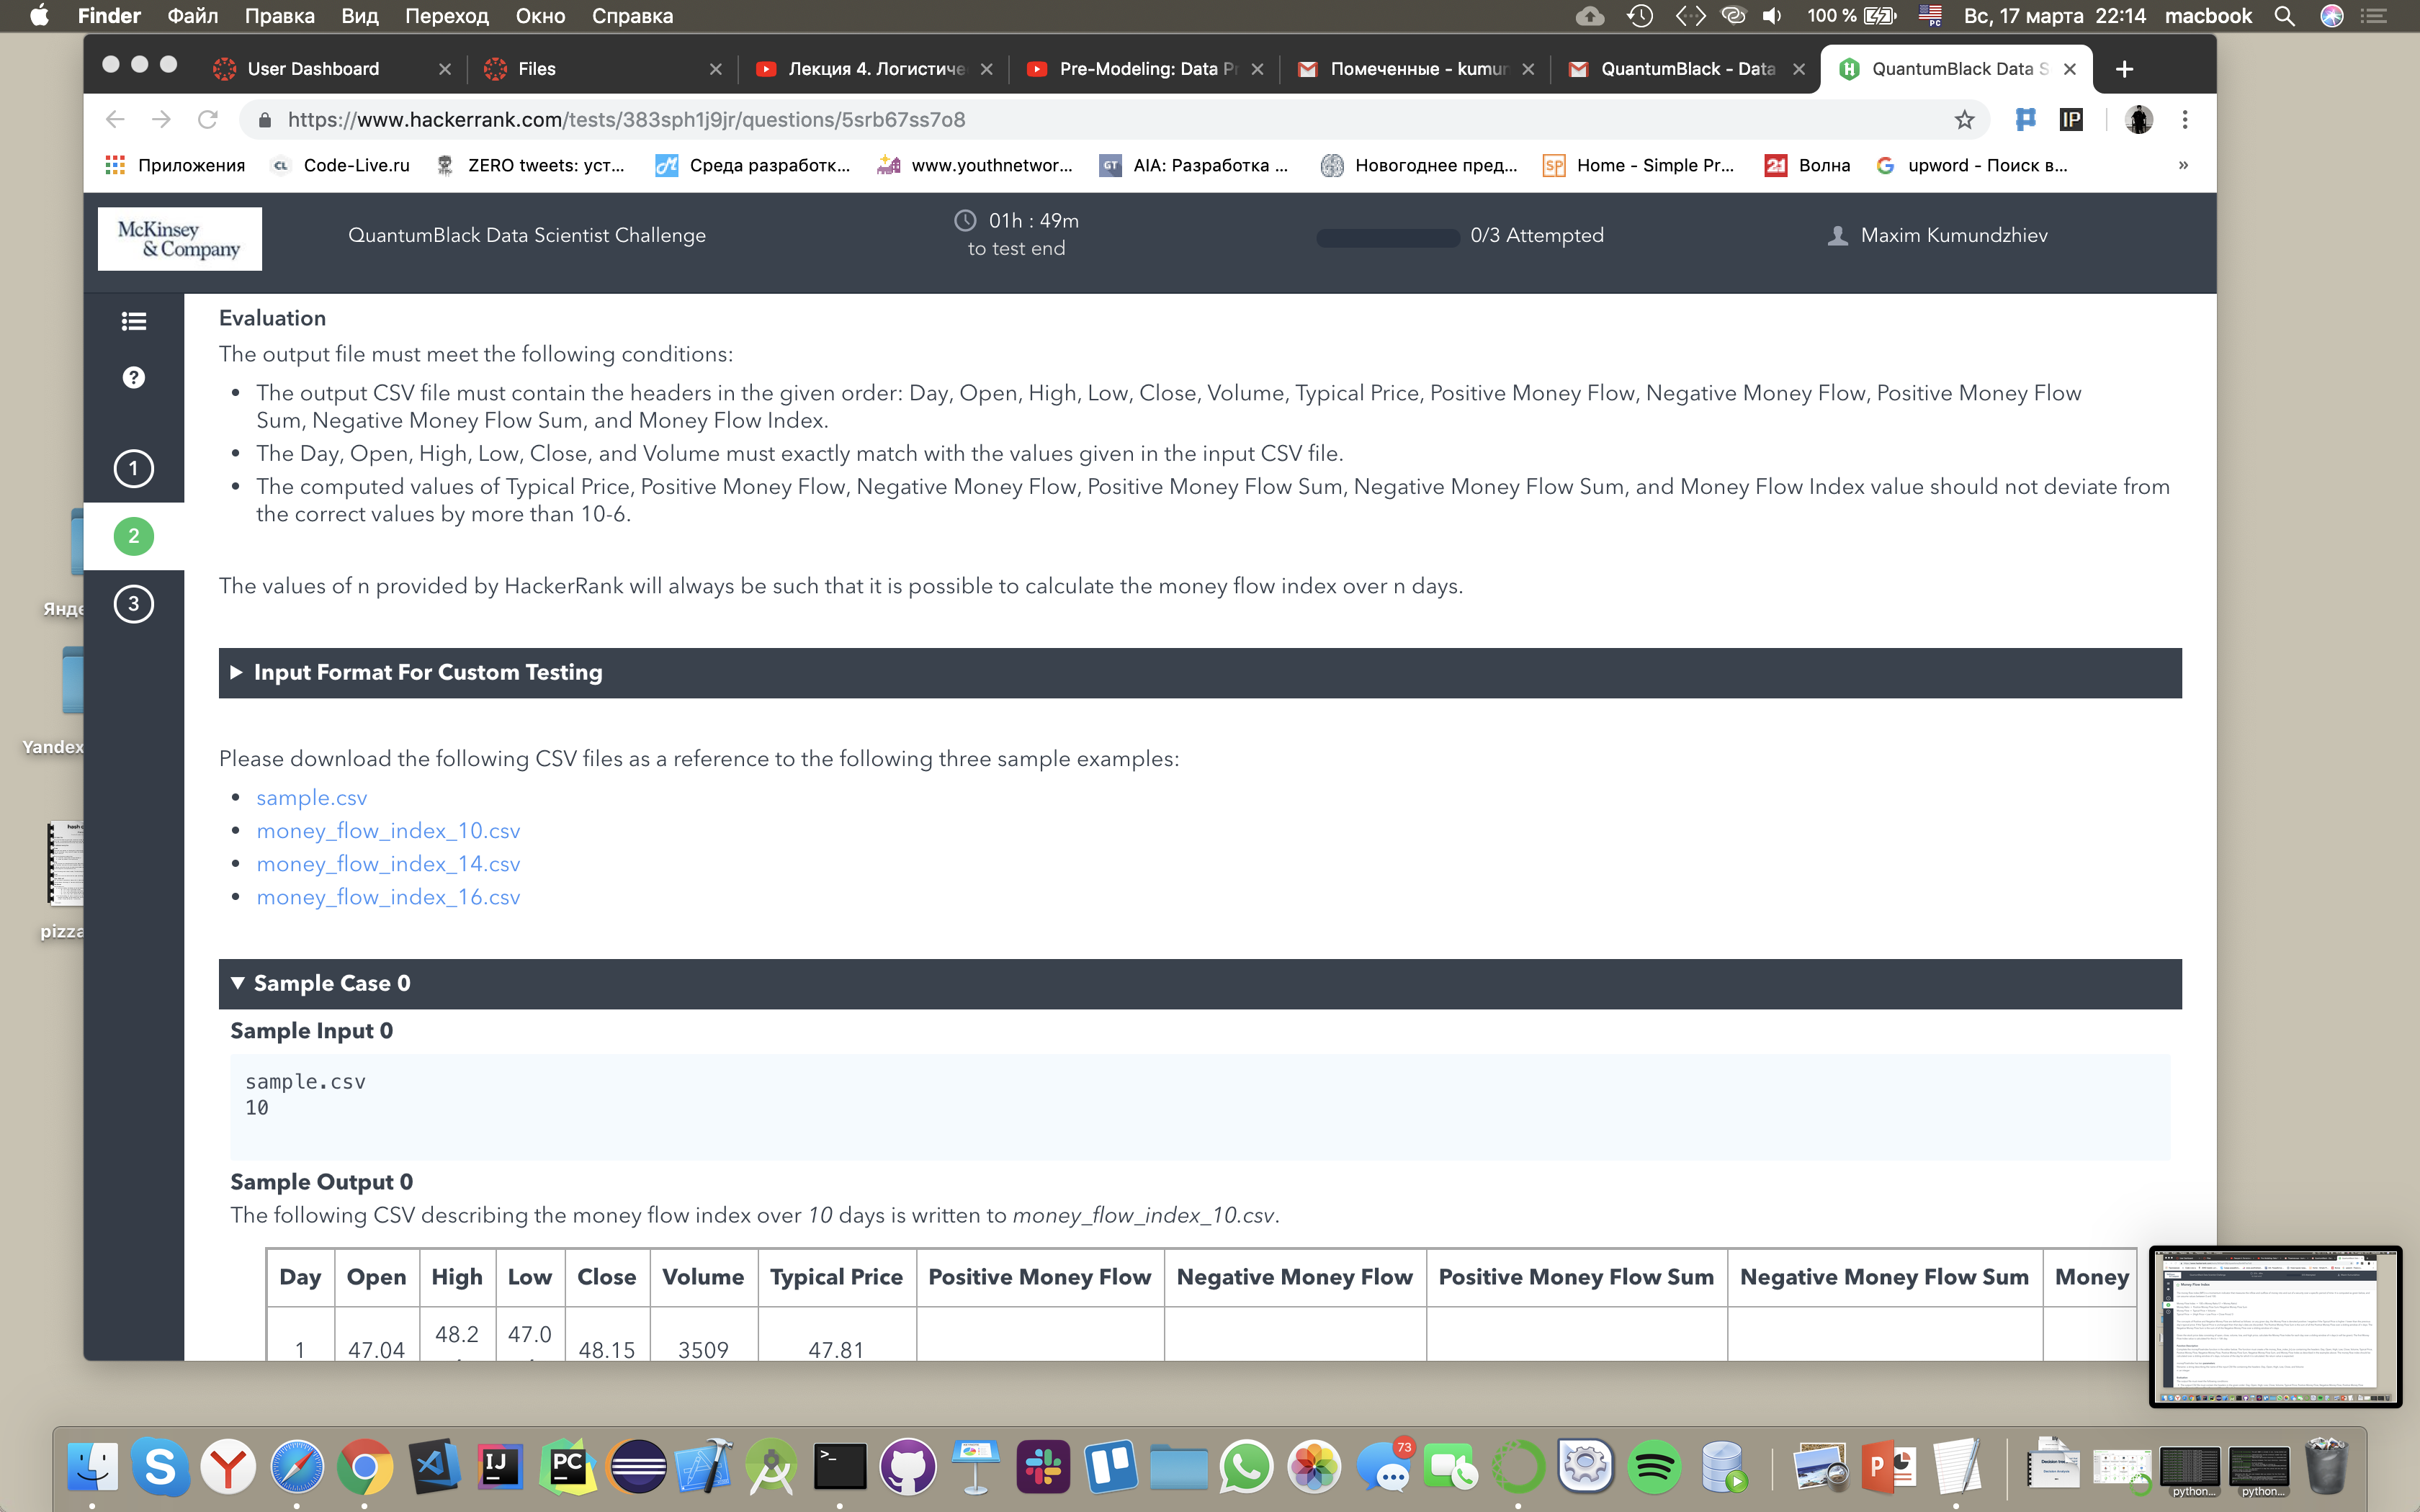 Finder Файл Правка Вид Переход Окно Справка 100 % Вс, 17 марта 22:14 macbook
User Dashboard Files Лекция 4. Логистиче Pre-Modeling: Data P Помеченные - kumun QuantumBlack - Data QuantumBlack Data S
https://www.hackerrank.com/tests/383sph1j9jr/questions/5srb67ss7o8
Приложения Code-Live.ru ZERO tweets: уст... Среда разработк... www.youthnetwor... AIA: Разработка ... Новогоднее пред... Home - Simple Pr... Волна upword - Поиск в... »
McKinsey
& Company
QuantumBlack Data Scientist Challenge
01h : 49m
to test end
0/3 Attempted
Maxim Kumundzhiev
1
2
3
Evaluation
The output file must meet the following conditions:
• The output CSV file must contain the headers in the given order: Day, Open, High, Low, Close, Volume, Typical Price, Positive Money Flow, Negative Money Flow, Positive Money Flow
Sum, Negative Money Flow Sum, and Money Flow Index.
• The Day, Open, High, Low, Close, and Volume must exactly match with the values given in the input CSV file.
• The computed values of Typical Price, Positive Money Flow, Negative Money Flow, Positive Money Flow Sum, Negative Money Flow Sum, and Money Flow Index value should not deviate from
the correct values by more than 10-6.
The values of n provided by HackerRank will always be such that it is possible to calculate the money flow index over n days.
Input Format For Custom Testing
Please download the following CSV files as a reference to the following three sample examples:
• sample.csv
• money_flow_index_10.csv
• money_flow_index_14.csv
• money_flow_index_16.csv
Sample Case 0
Sample Input 0
sample.csv
10
Sample Output 0
The following CSV describing the money flow index over 10 days is written to money_flow_index_10.csv.
Day Open High Low Close Volume Typical Price Positive Money Flow Negative Money Flow Positive Money Flow Sum Negative Money Flow Sum Money
48.2 47.0
1 47.04 48.15 3509 47.81
Янде
Yandex
pizza
73
python...
python...